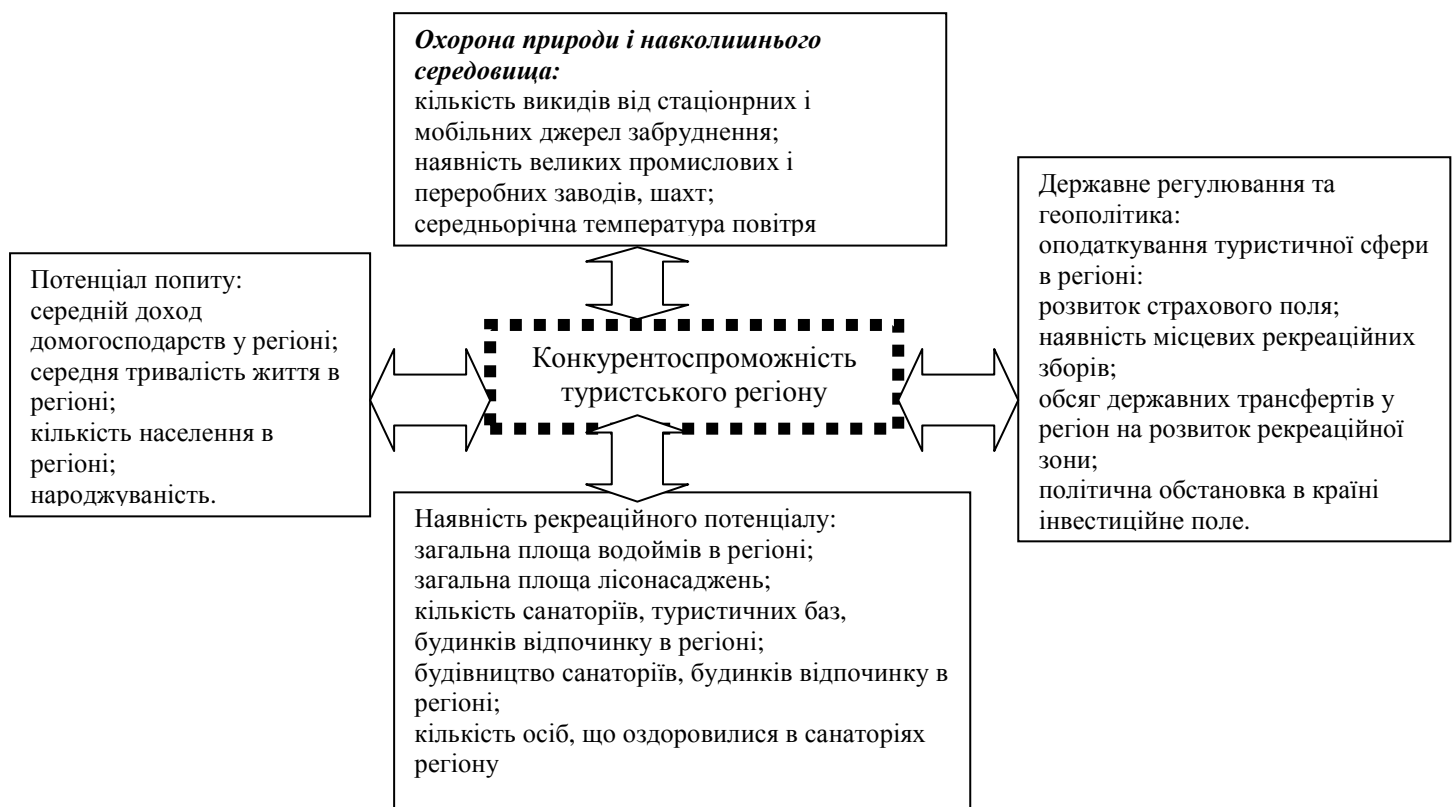 Охорона природи і навколишнього
середовища:
кількість викидів від стаціонрних і
мобільних джерел забруднення;
наявність великих промислових і
переробних заводів, шахт;
середньорічна температура повітря
Потенціал попиту:
середній доход
домогосподарств у регіоні;
середня тривалість життя в
регіоні;
кількість населення в
регіоні;
народжуваність.
Конкурентоспроможність
туристського регіону
Державне регулювання та
геополітика:
оподаткування туристичної сфери
в регіоні:
розвиток страхового поля;
наявність місцевих рекреаційних
зборів;
обсяг державних трансфертів у
регіон на розвиток рекреаційної
зони;
політична обстановка в країні
інвестиційне поле.
Наявність рекреаційного потенціалу:
загальна площа водоймів в регіоні;
загальна площа лісонасаджень;
кількість санаторіїв, туристичних баз,
будинків відпочинку в регіоні;
будівництво санаторіїв, будинків відпочинку в
регіоні;
кількість осіб, що оздоровилися в санаторіях
регіону